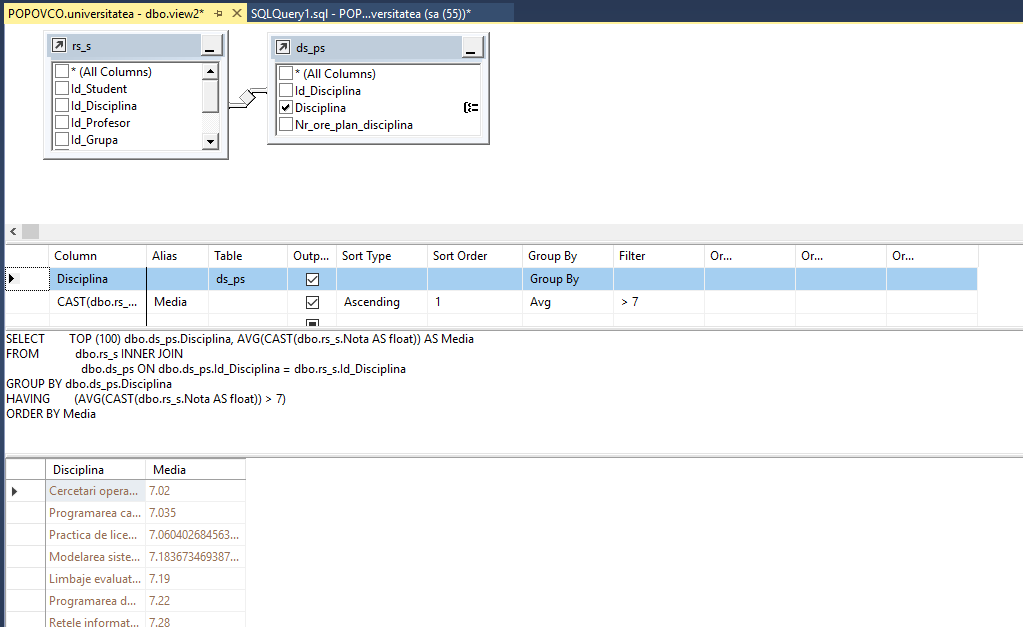 POPOVCO.universitatea - dbo.view2* SQLQuery1.sql - POP...versitatea (sa (55))*
rs_s
* (All Columns)
Id_Student
Id_Disciplina
Id_Profesor
Id_Grupa
ds_ps
* (All Columns)
Id_Disciplina
Disciplina
Nr_ore_plan_disciplina
Column Alias Table Outp... Sort Type Sort Order Group By Filter Or... Or... Or...
Disciplina ds_ps Group By
CAST(dbo.rs_... Media Ascending 1 Avg > 7
SELECT TOP (100) dbo.ds_ps.Disciplina, AVG(CAST(dbo.rs_s.Nota AS float)) AS Media
FROM dbo.rs_s INNER JOIN
dbo.ds_ps ON dbo.ds_ps.Id_Disciplina = dbo.rs_s.Id_Disciplina
GROUP BY dbo.ds_ps.Disciplina
HAVING (AVG(CAST(dbo.rs_s.Nota AS float)) > 7)
ORDER BY Media
Disciplina Media
Cercetari opera... 7.02
Programarea ca... 7.035
Practica de lice... 7.060402684563...
Modelarea siste... 7.183673469387...
Limbaje evaluat... 7.19
Programarea d... 7.22
Retele informat... 7.28